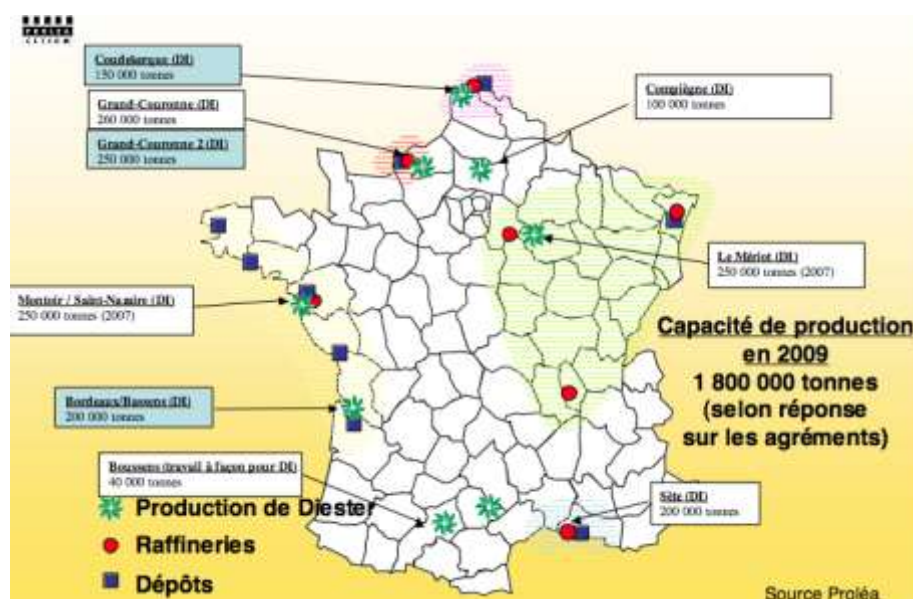 PROLEA
Coudekerque (DI)
150 000 tonnes
Grand-Couronne (DI)
260 000 tonnes
Grand-Couronne 2 (DI)
250 000 tonnes
Compiègne (DI)
100 000 tonnes
Le Mériot (DI)
250 000 tonnes (2007)
Montoir / Saint-Nazaire (DI)
250 000 tonnes (2007)
Capacité de production
en 2009
1 800 000 tonnes
(selon réponse
sur les agréments)
Bordeaux/Bassens (DI)
200 000 tonnes
Boussens (travail à façon pour DI)
40 000 tonnes
Sète (DI)
200 000 tonnes
Production de Diester
Raffineries
Dépôts
Source Proléa